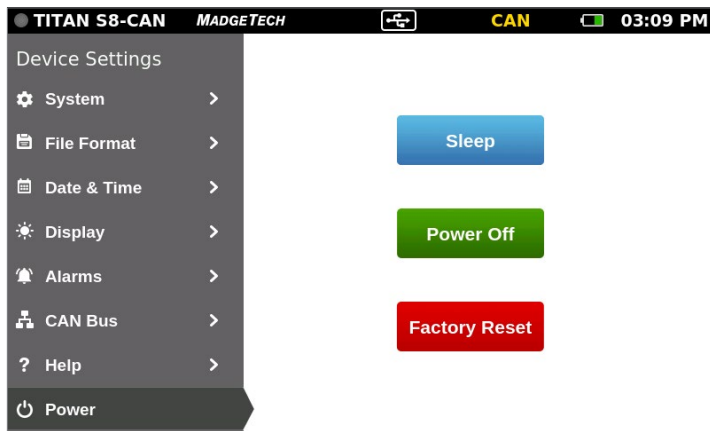 TITAN S8-CAN MADGETECH CAN 03:09 PM
Device Settings
System
File Format
Date & Time
Display
Alarms
CAN Bus
? Help
Power
Sleep
Power Off
Factory Reset